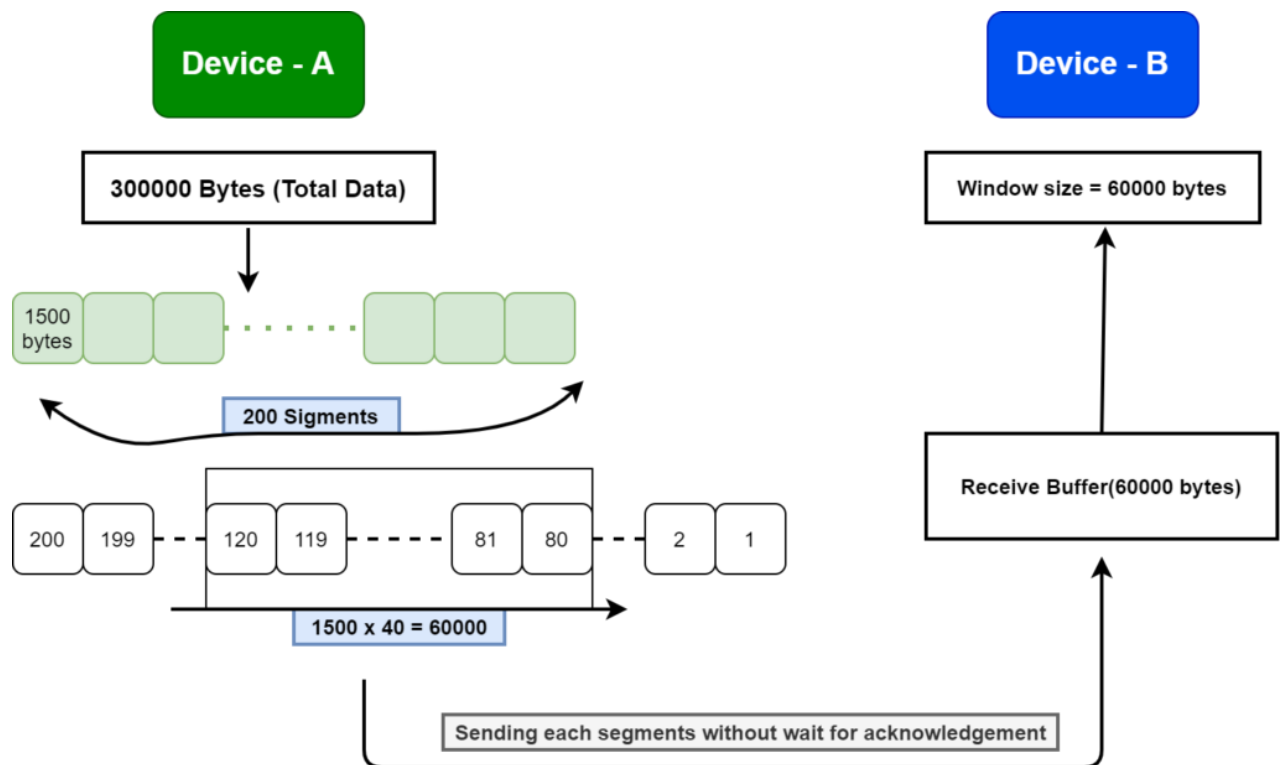 Device - A
Device - B
300000 Bytes (Total Data)
Window size = 60000 bytes
1500
bytes
200 Sigments
Receive Buffer(60000 bytes)
200 199 120 119 81 80 2 1
1500 x 40 = 60000
Sending each segments without wait for acknowledgement